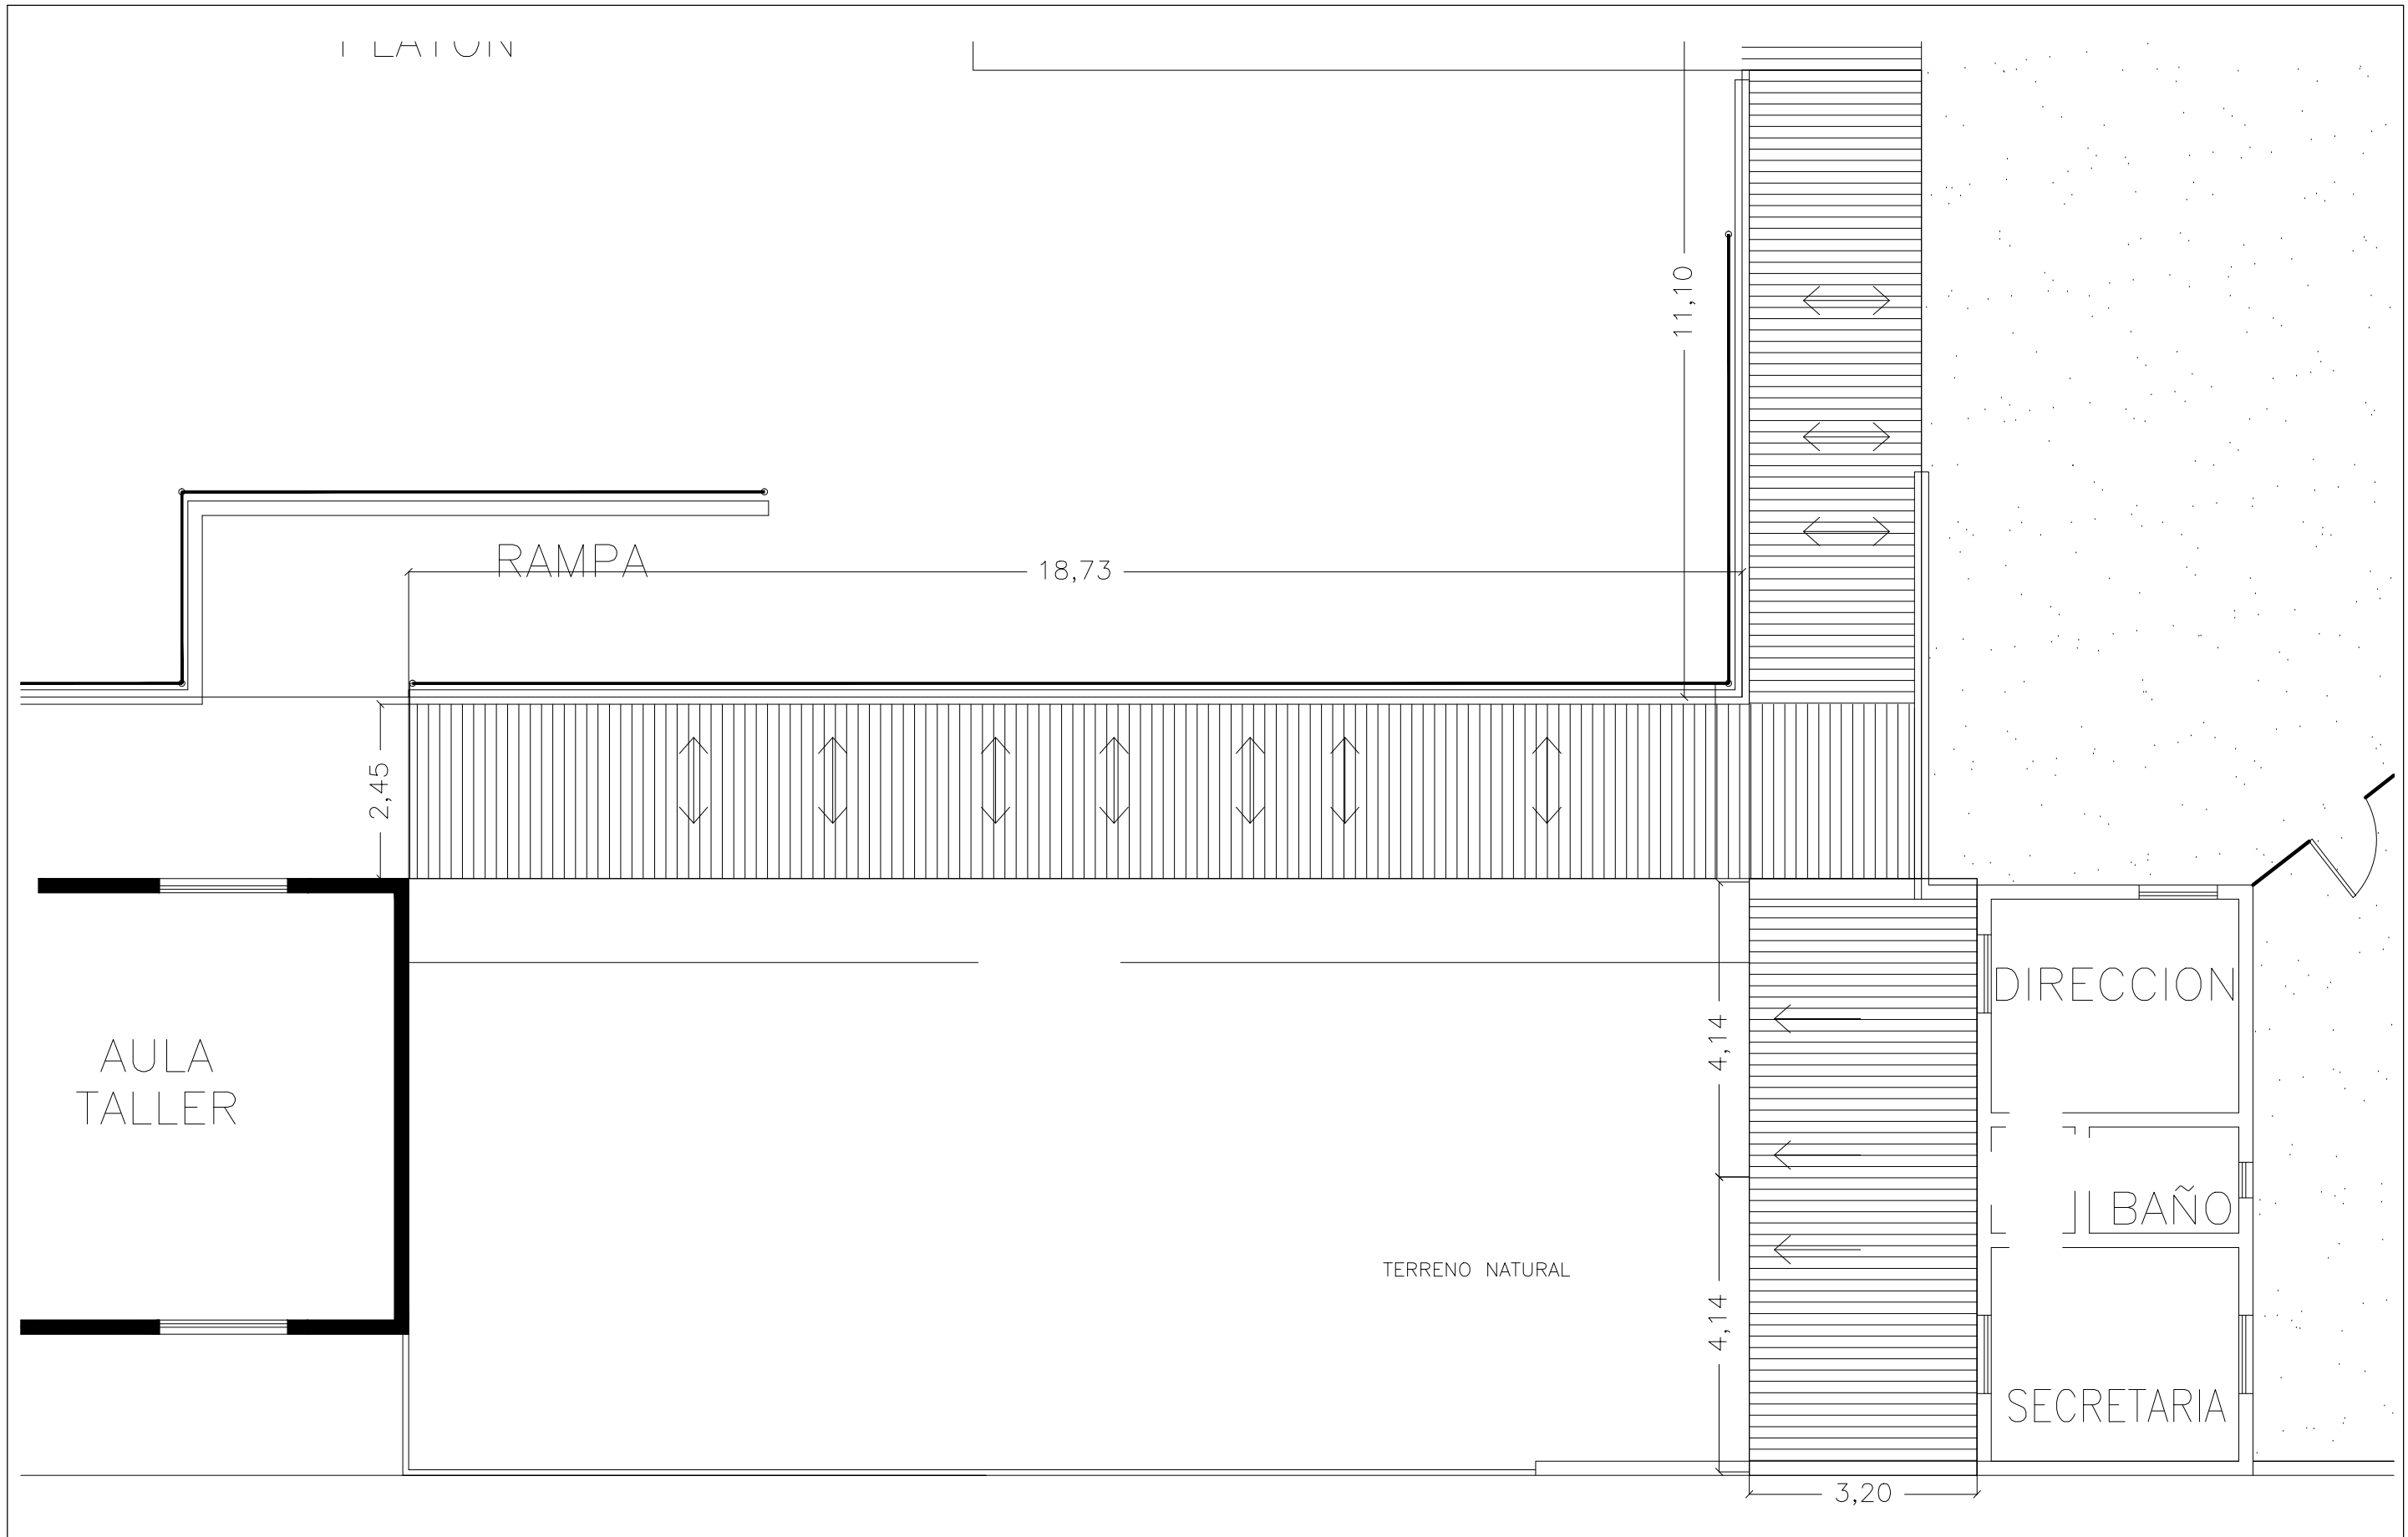 11,10
RAMPA
18,73
2,45
DIRECCION
4,14
AULA
TALLER
BAÑO
TERRENO NATURAL
4,14
SECRETARIA
3,20